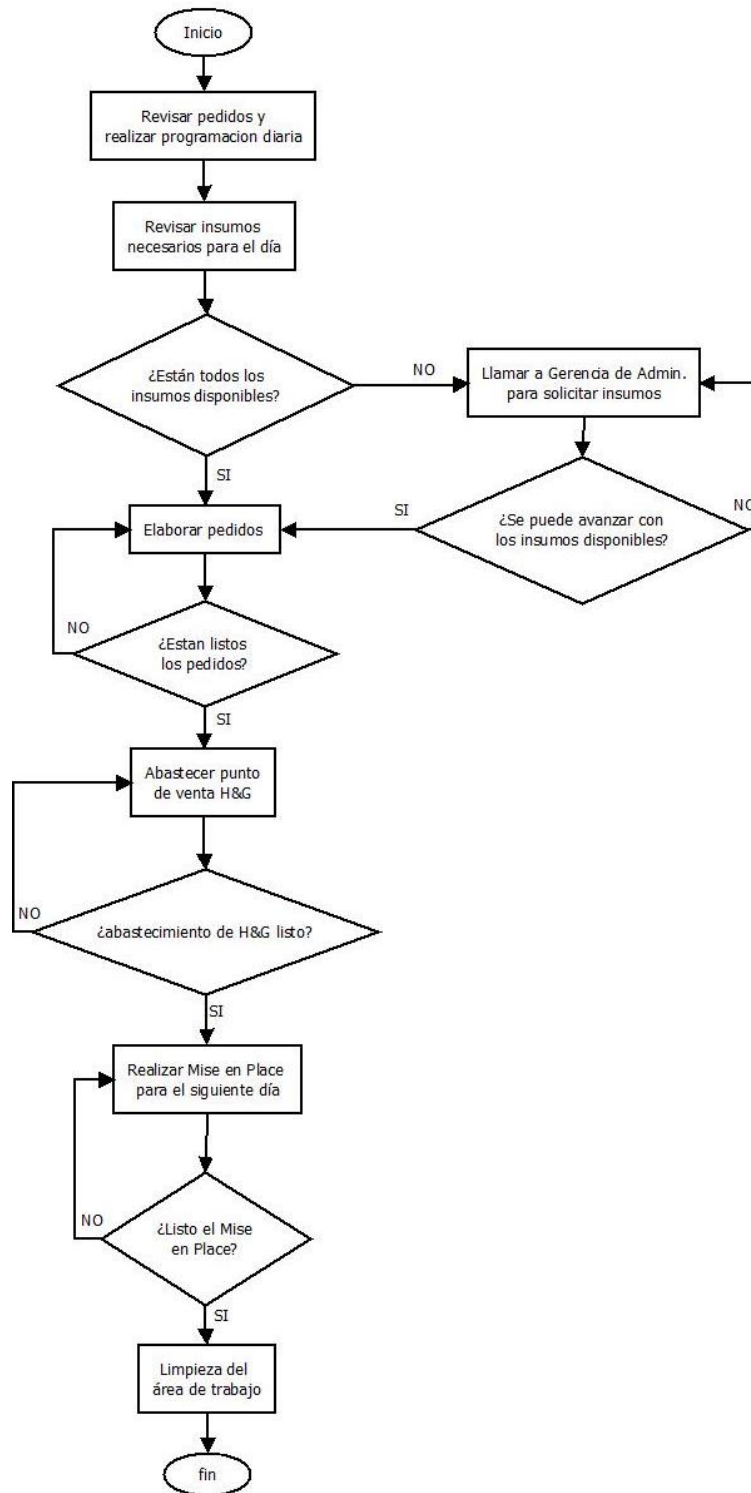 Inicio
Revisar pedidos y
realizar programacion diaria
Revisar insumos
necesarios para el día
¿Están todos los
insumos disponibles?
NO
Llamar a Gerencia de Admin.
para solicitar insumos
SI
Elaborar pedidos
SI
¿Se puede avanzar con
los insumos disponibles?
NO
NO
¿Estan listos
los pedidos?
SI
Abastecer punto
de venta H&G
NO
¿abastecimiento de H&G listo?
SI
Realizar Mise en Place
para el siguiente día
NO
¿Listo el Mise
en Place?
SI
Limpieza del
área de trabajo
fin